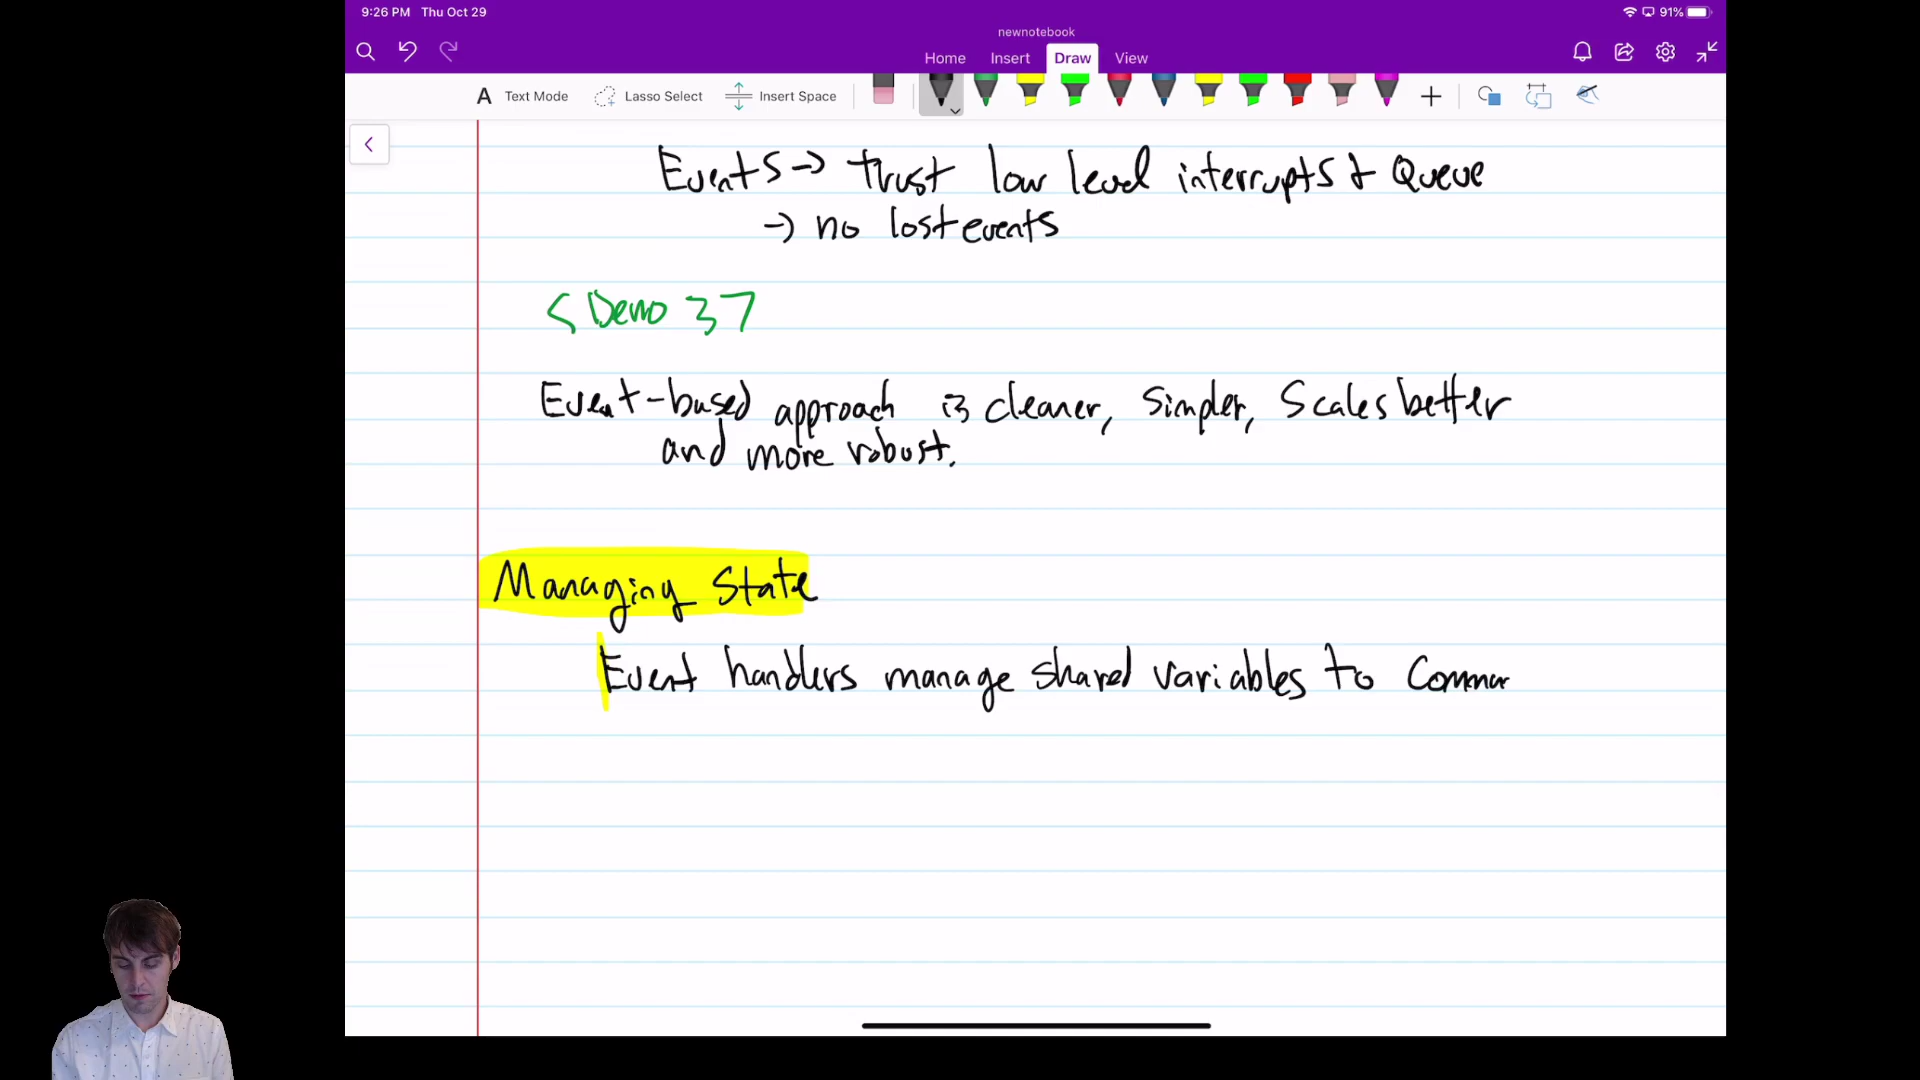 9:26 PM Thu Oct 29
91%
newnotebook
Home Insert Draw View
A Text Mode Lasso Select Insert Space
Events → trust low level interrupts & Queue
→ no lost events
< Demo 3 >
Event-based approach is cleaner, simpler, scales better
and more robust.
Managing State
Event handlers manage shared variables to Commun